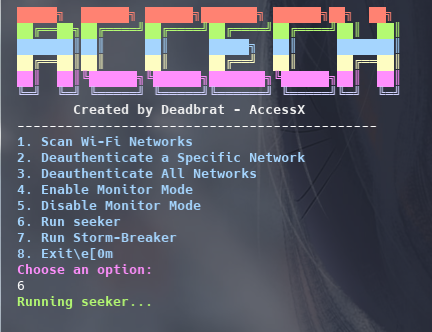 ACCECH
Created by Deadbrat - AccessX
---------------------------------------------
1. Scan Wi-Fi Networks
2. Deauthenticate a Specific Network
3. Deauthenticate All Networks
4. Enable Monitor Mode
5. Disable Monitor Mode
6. Run seeker
7. Run Storm-Breaker
8. Exit\e[0m
Choose an option:
6
Running seeker...